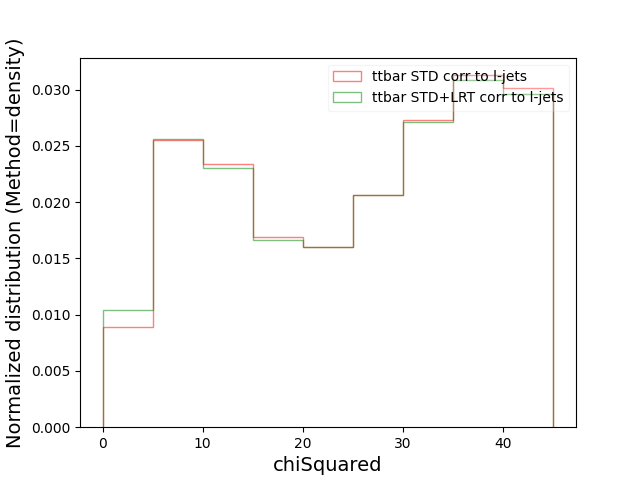 ttbar STD corr to l-jets
ttbar STD+LRT corr to l-jets
Normalized distribution (Method=density)
0.030
0.025
0.020
0.015
0.010
0.005
0.000
0 10 20 30 40
chiSquared